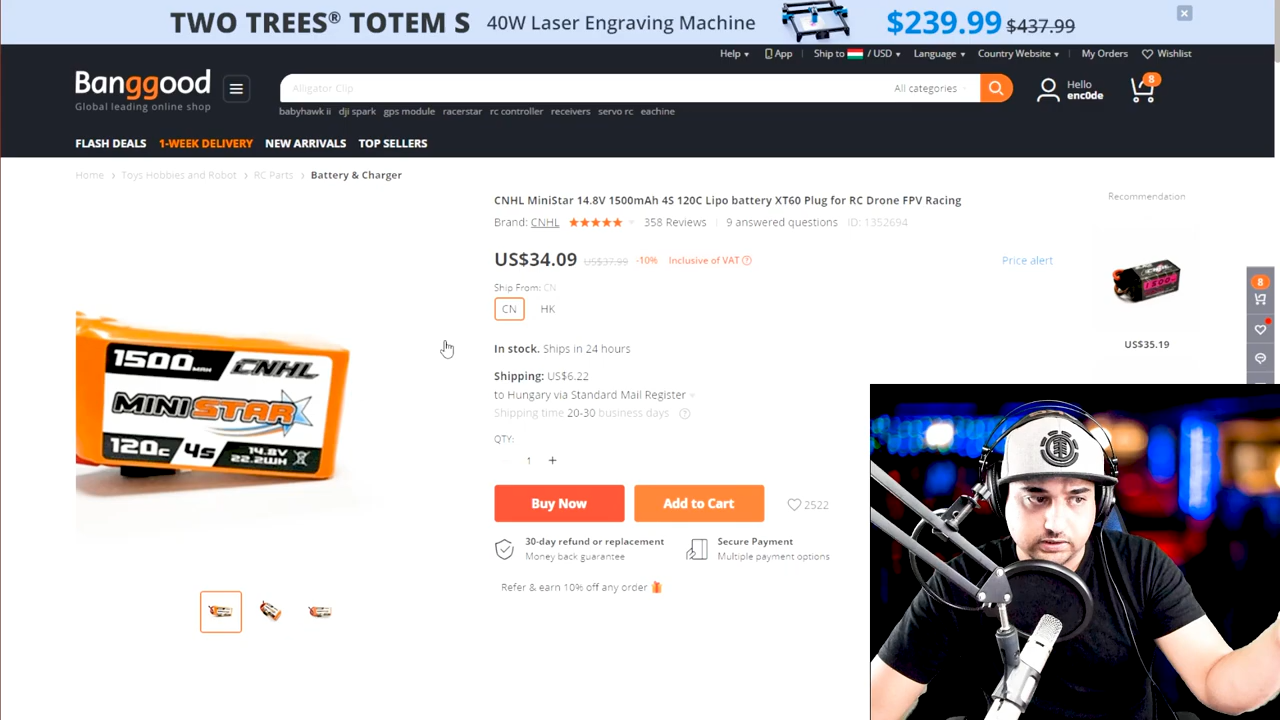 TWO TREES® TOTEM S 40W Laser Engraving Machine $239.99 $437.99
Help App Ship to / USD Language Country Website My Orders Wishlist
Banggood
Global leading online shop
Alligator Clip All categories
Hello
enc0de
8
babyhawk ii dji spark gps module racerstar rc controller receivers servo rc eachine
FLASH DEALS 1-WEEK DELIVERY NEW ARRIVALS TOP SELLERS
Home > Toys Hobbies and Robot > RC Parts > Battery & Charger
CNHL MiniStar 14.8V 1500mAh 4S 120C Lipo battery XT60 Plug for RC Drone FPV Racing
Brand: CNHL 358 Reviews 9 answered questions ID: 1352694
US$34.09 US$37.99 -10% Inclusive of VAT Price alert
Ship From: CN
CN HK
In stock. Ships in 24 hours
Shipping: US$6.22
to Hungary via Standard Mail Register
Shipping time 20-30 business days
QTY:
1 +
Buy Now Add to Cart 2522
30-day refund or replacement
Money back guarantee
Secure Payment
Multiple payment options
Refer & earn 10% off any order
1500mAh CNHL
MINISTAR
120C 4S 14.8V
22.2WH
Recommendation
US$35.19
8